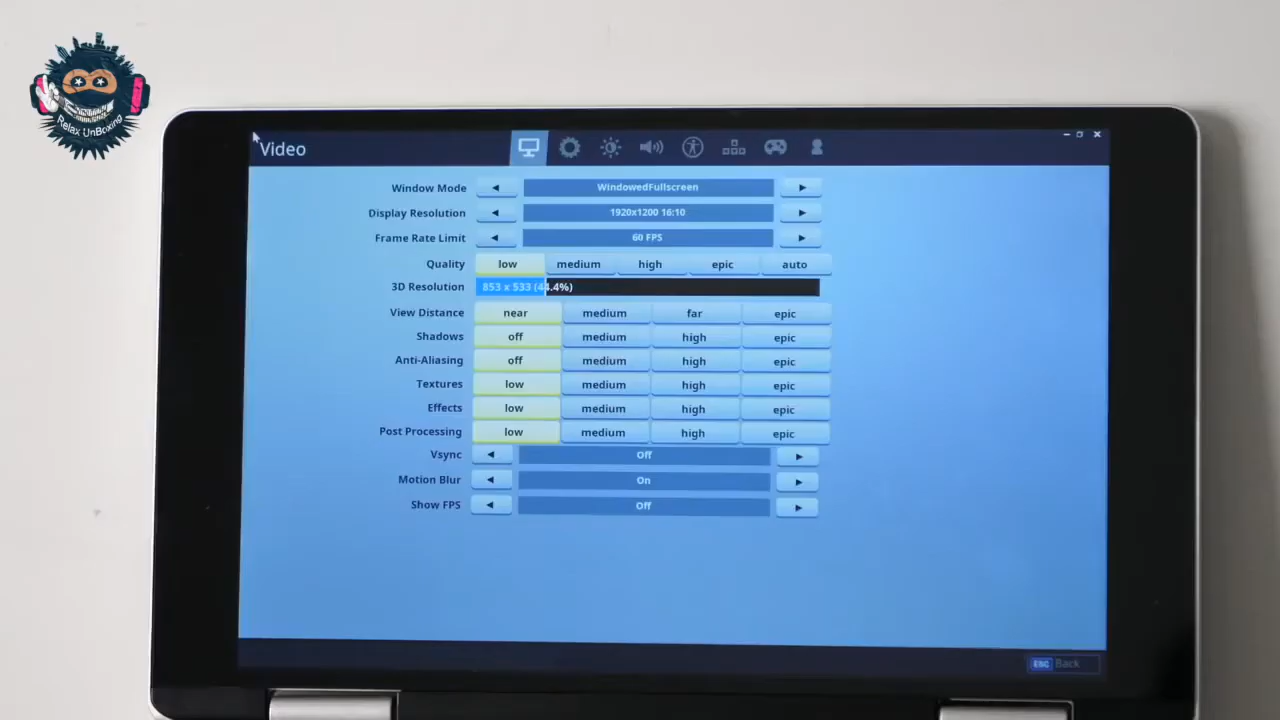 Relax UnBoxing
Video
Window Mode WindowedFullscreen
Display Resolution 1920x1200 16:10
Frame Rate Limit 60 FPS
Quality low medium high epic auto
3D Resolution 853 x 533 (44.4%)
View Distance near medium far epic
Shadows off medium high epic
Anti-Aliasing off medium high epic
Textures low medium high epic
Effects low medium high epic
Post Processing low medium high epic
Vsync Off
Motion Blur On
Show FPS Off
ESC Back